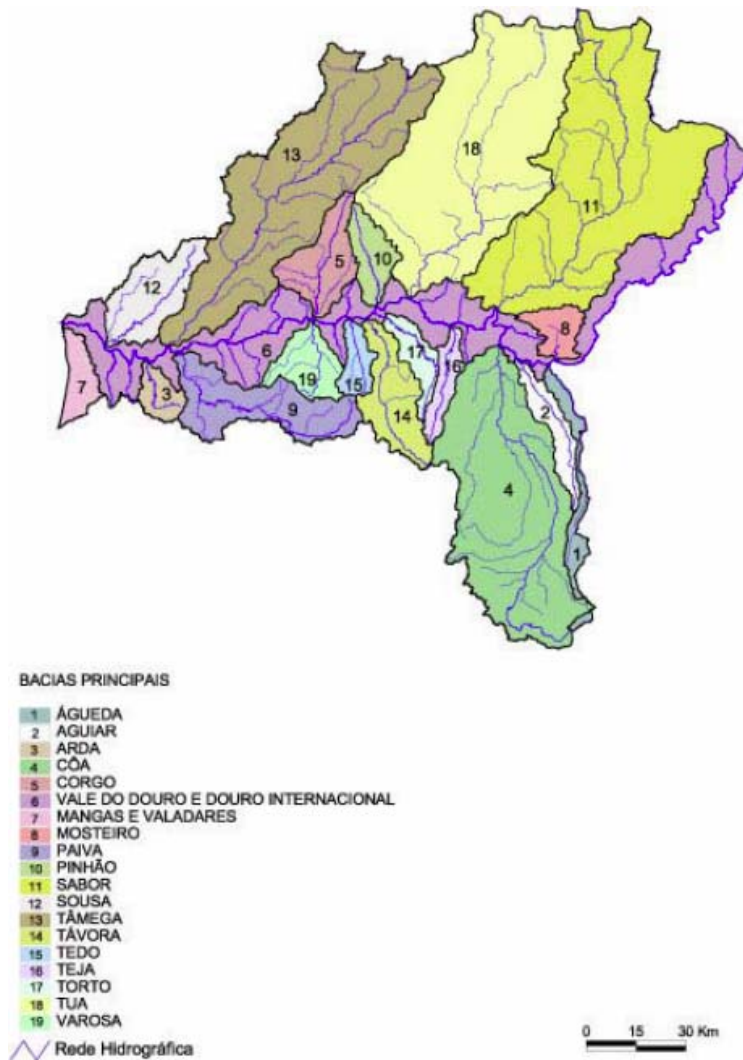 13
18
11
10
5
12
8
6
17
16
7
19
15
2
3
9
14
4
1
BACIAS PRINCIPAIS
1 ÁGUEDA
2 AGUIAR
3 ARDA
4 CÔA
5 CORGO
6 VALE DO DOURO E DOURO INTERNACIONAL
7 MANGAS E VALADARES
8 MOSTEIRO
9 PAIVA
10 PINHÃO
11 SABOR
12 SOUSA
13 TÂMEGA
14 TÁVORA
15 TEDO
16 TEJA
17 TORTO
18 TUA
19 VAROSA
Rede Hidrográfica
0 15 30 Km